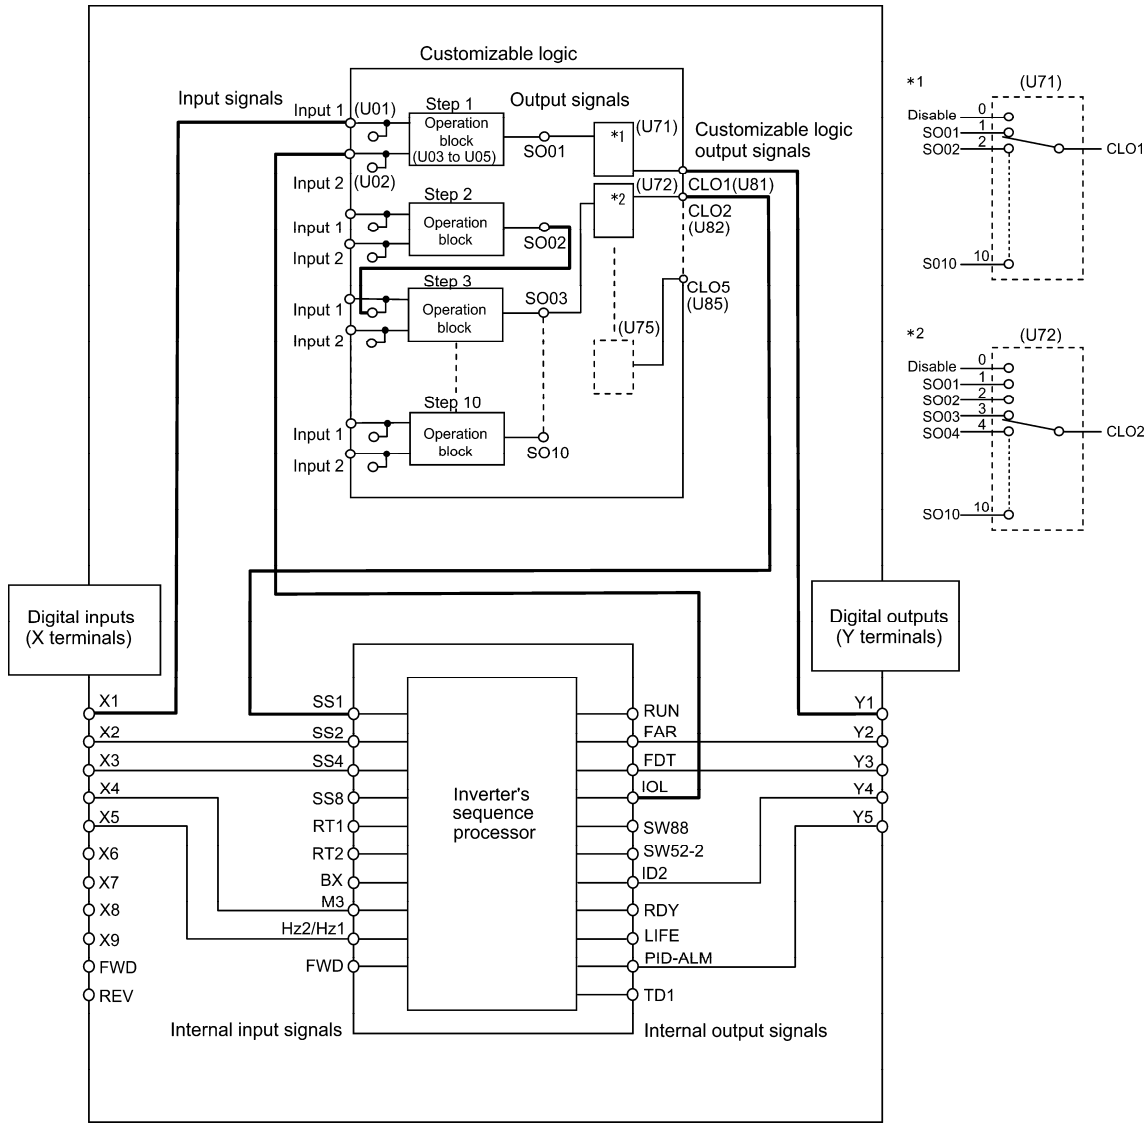 Customizable logic
Input signals
Input 1 (U01)
Step 1
Operation
block
(U03 to U05)
Output signals
SO01
*1
(U71)
Customizable logic
output signals
Input 2 (U02)
Step 2
Input 1
Operation
block
SO02
Input 2
*2
(U72)
CLO1(U81)
CLO2
(U82)
Step 3
Input 1
Operation
block
SO03
Input 2
(U75)
CLO5
(U85)
Step 10
Input 1
Operation
block
SO10
Input 2
*1
(U71)
Disable 0
SO01 1
SO02 2
CLO1
S010 10
*2
(U72)
Disable 0
SO01 1
SO02 2
SO03 3
SO04 4
CLO2
SO10 10
Digital inputs
(X terminals)
Digital outputs
(Y terminals)
X1
X2
X3
X4
X5
X6
X7
X8
X9
FWD
REV
SS1
SS2
SS4
SS8
RT1
RT2
BX
M3
Hz2/Hz1
FWD
Inverter's
sequence
processor
RUN
FAR
FDT
IOL
SW88
SW52-2
ID2
RDY
LIFE
PID-ALM
TD1
Y1
Y2
Y3
Y4
Y5
Internal input signals
Internal output signals